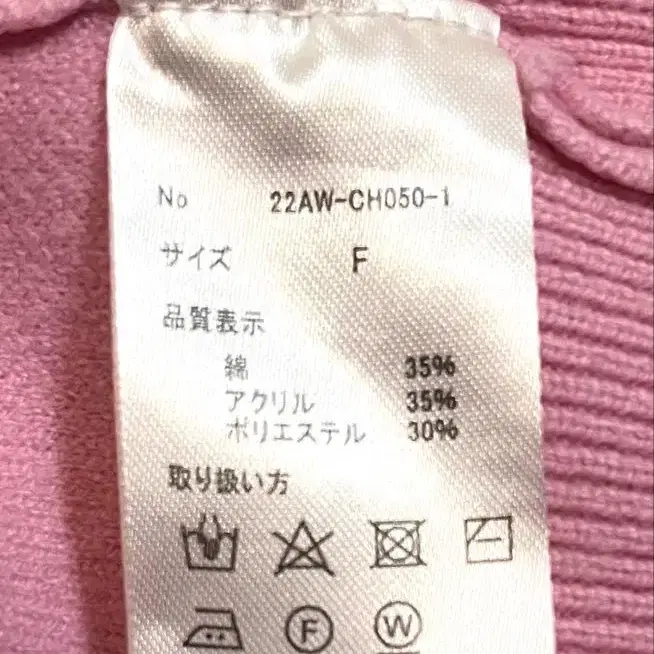 No 22AW-CH050-1
サイズ F
品質表示
綿 35%
アクリル 35%
ポリエステル 30%
取り扱い方
F W